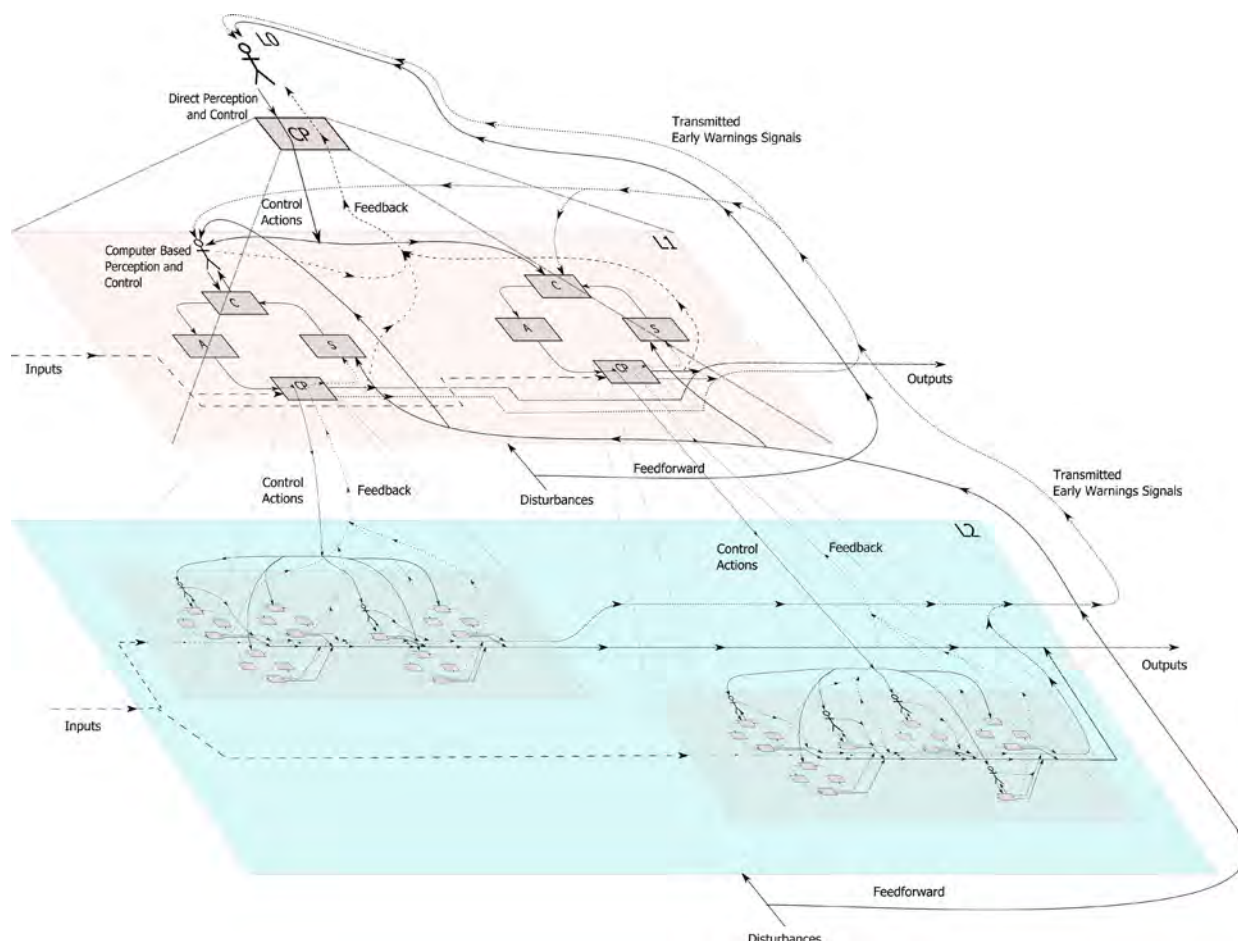 L0
Direct Perception
and Control
CP
Transmitted
Early Warnings Signals
Control
Actions
Feedback
L1
Computer Based
Perception and
Control
C
C
A
S
A
S
CP
CP
Inputs
Outputs
Feedforward
Disturbances
Control
Actions
Feedback
Transmitted
Early Warnings Signals
L2
Control
Actions
Feedback
Outputs
Inputs
Feedforward
Disturbances